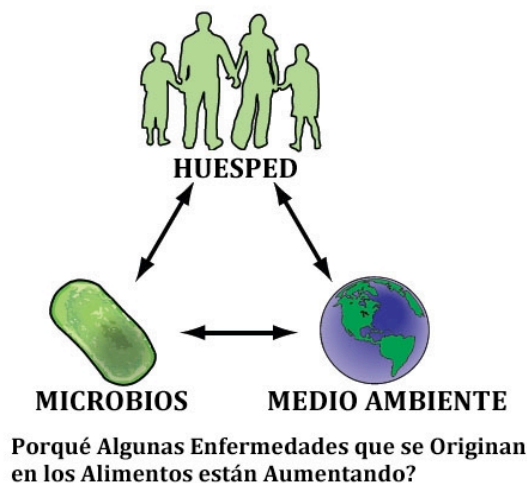 HUESPED
MICROBIOS
MEDIO AMBIENTE
Porqué Algunas Enfermedades que se Originan
en los Alimentos están Aumentando?